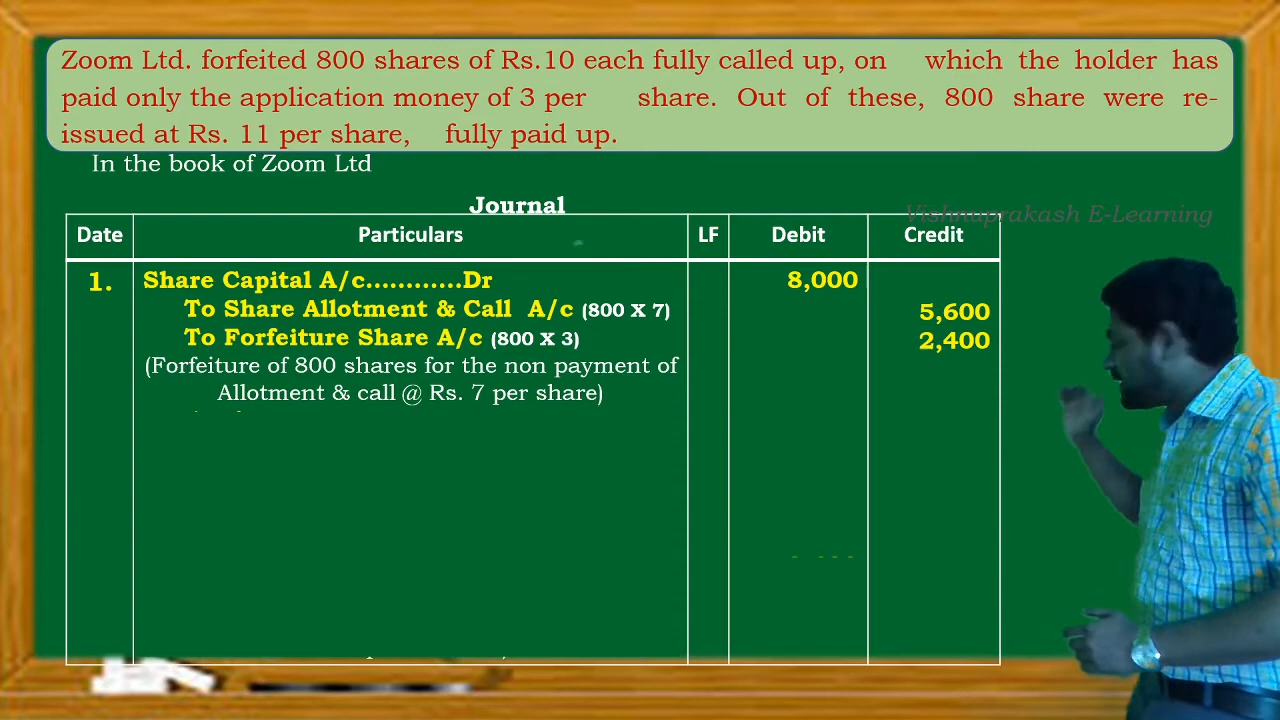 Zoom Ltd. forfeited 800 shares of Rs.10 each fully called up, on which the holder has
paid only the application money of 3 per share. Out of these, 800 share were re-
issued at Rs. 11 per share, fully paid up.
In the book of Zoom Ltd
Journal
Vishnuprakash E-Learning
Date Particulars LF Debit Credit
1. Share Capital A/c............Dr 8,000
To Share Allotment & Call A/c (800 X 7) 5,600
To Forfeiture Share A/c (800 X 3) 2,400
(Forfeiture of 800 shares for the non payment of
Allotment & call @ Rs. 7 per share)